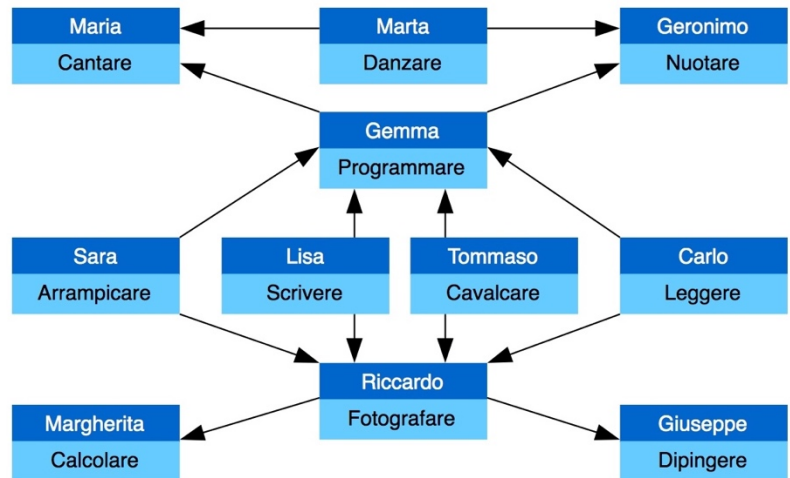 Maria
Cantare
Marta
Danzare
Geronimo
Nuotare
Gemma
Programmare
Sara
Arrampicare
Lisa
Scrivere
Tommaso
Cavalcare
Carlo
Leggere
Riccardo
Fotografare
Margherita
Calcolare
Giuseppe
Dipingere